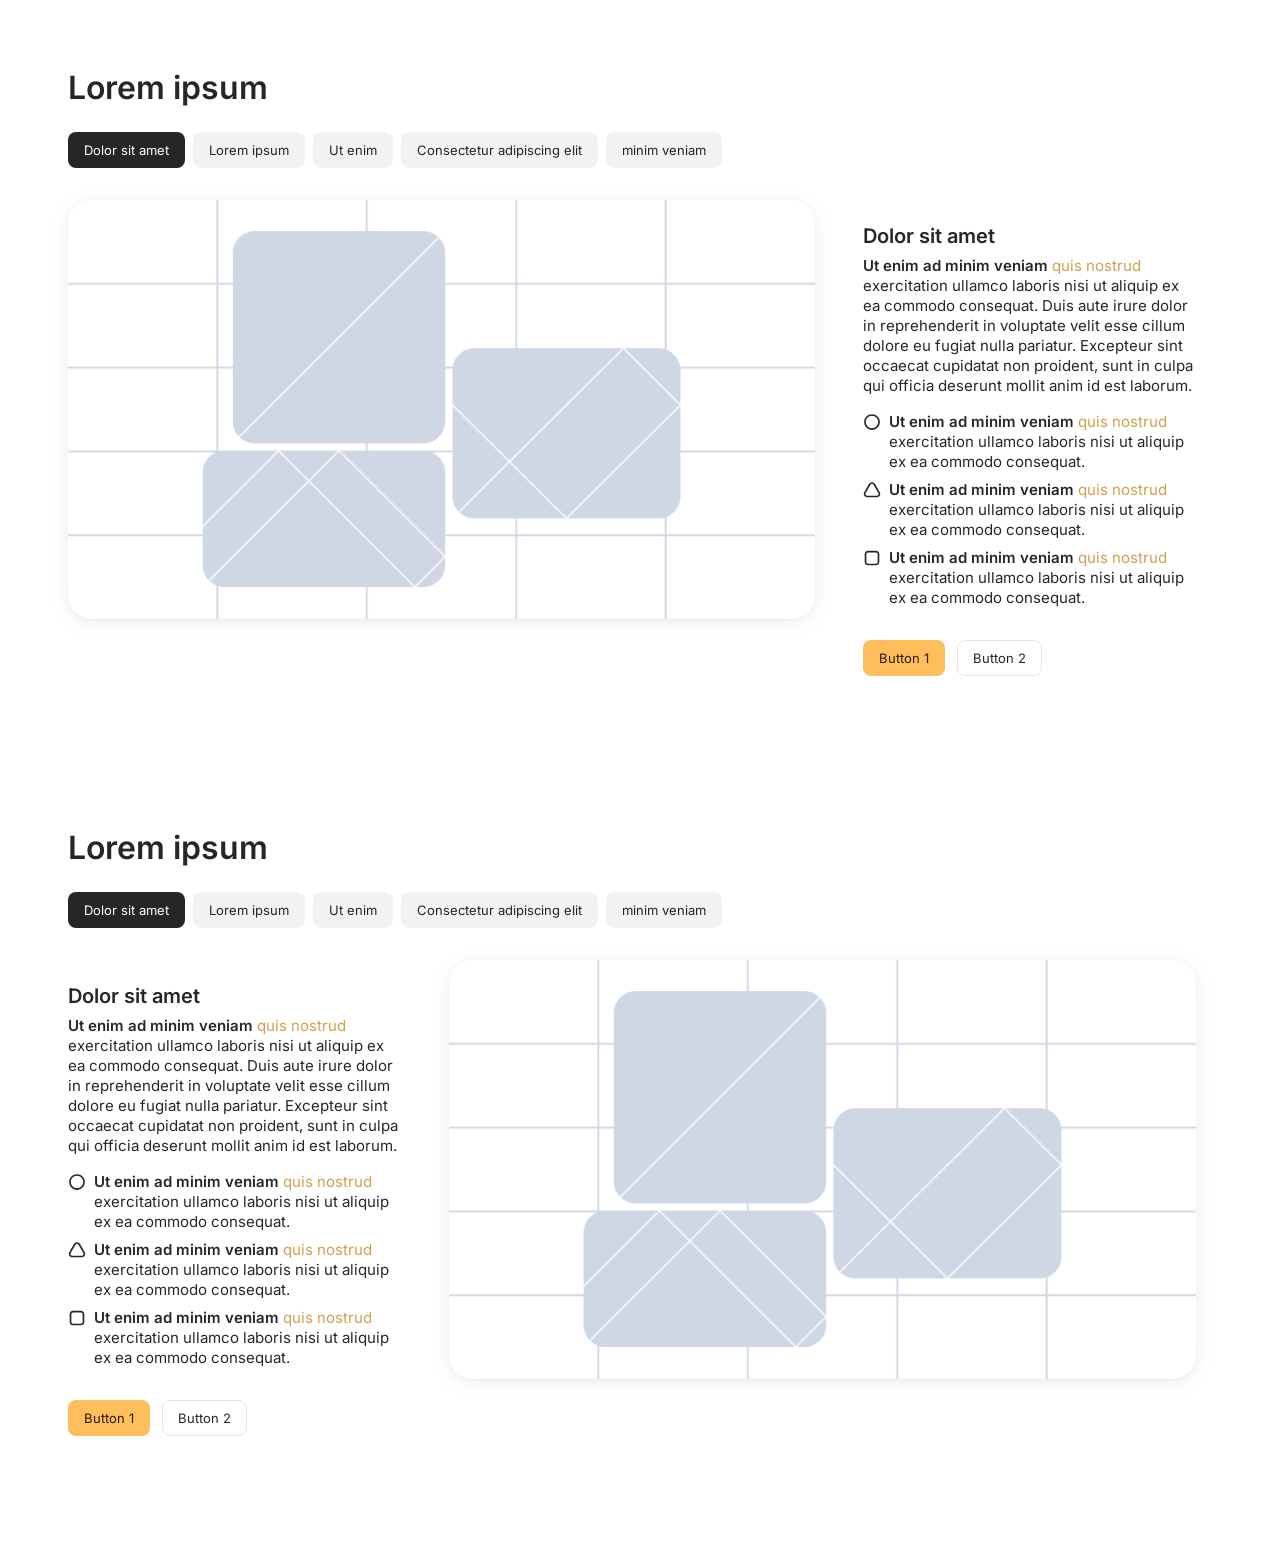 Lorem ipsum
Dolor sit amet
Lorem ipsum
Ut enim
Consectetur adipiscing elit
minim veniam
Dolor sit amet
Ut enim ad minim veniam quis nostrud
exercitation ullamco laboris nisi ut aliquip ex
ea commodo consequat. Duis aute irure dolor
in reprehenderit in voluptate velit esse cillum
dolore eu fugiat nulla pariatur. Excepteur sint
occaecat cupidatat non proident, sunt in culpa
qui officia deserunt mollit anim id est laborum.
Ut enim ad minim veniam quis nostrud
exercitation ullamco laboris nisi ut aliquip
ex ea commodo consequat.
Ut enim ad minim veniam quis nostrud
exercitation ullamco laboris nisi ut aliquip
ex ea commodo consequat.
Ut enim ad minim veniam quis nostrud
exercitation ullamco laboris nisi ut aliquip
ex ea commodo consequat.
Button 1
Button 2
Lorem ipsum
Dolor sit amet
Lorem ipsum
Ut enim
Consectetur adipiscing elit
minim veniam
Dolor sit amet
Ut enim ad minim veniam quis nostrud
exercitation ullamco laboris nisi ut aliquip ex
ea commodo consequat. Duis aute irure dolor
in reprehenderit in voluptate velit esse cillum
dolore eu fugiat nulla pariatur. Excepteur sint
occaecat cupidatat non proident, sunt in culpa
qui officia deserunt mollit anim id est laborum.
Ut enim ad minim veniam quis nostrud
exercitation ullamco laboris nisi ut aliquip
ex ea commodo consequat.
Ut enim ad minim veniam quis nostrud
exercitation ullamco laboris nisi ut aliquip
ex ea commodo consequat.
Ut enim ad minim veniam quis nostrud
exercitation ullamco laboris nisi ut aliquip
ex ea commodo consequat.
Button 1
Button 2